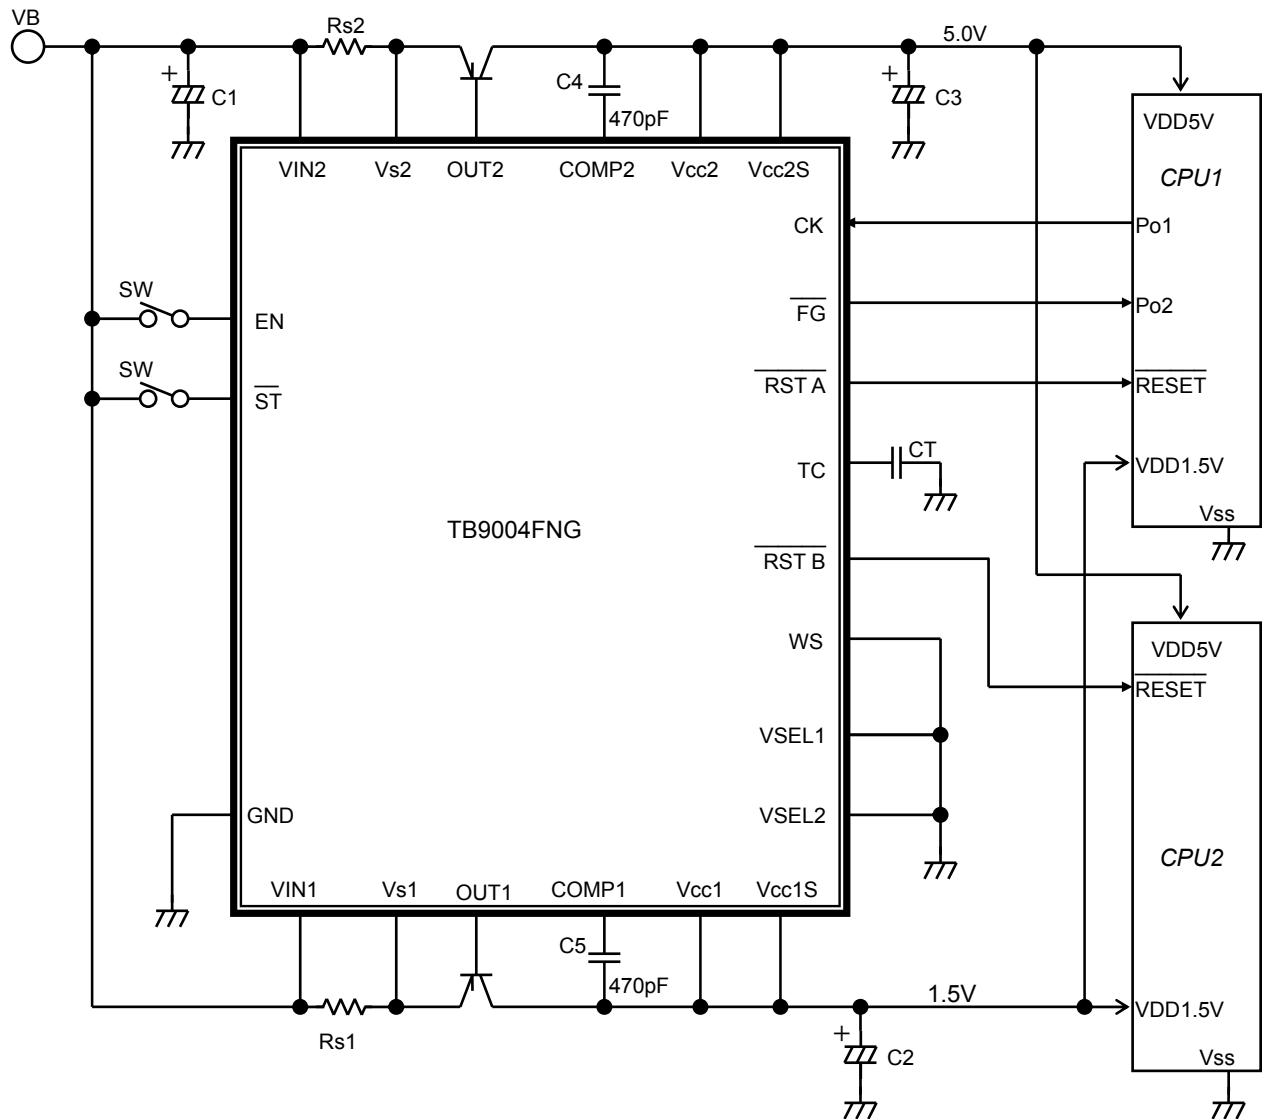 VB
Rs2
5.0V
+
C1
C4
470pF
+
C3
VIN2
Vs2
OUT2
COMP2
Vcc2
Vcc2S
VDD5V
CPU1
CK
Po1
SW
EN
FG
Po2
SW
ST
RST A
RESET
TC
CT
VDD1.5V
Vss
TB9004FNG
RST B
WS
VDD5V
RESET
VSEL1
GND
VSEL2
CPU2
VIN1
Vs1
OUT1
COMP1
Vcc1
Vcc1S
C5
470pF
1.5V
VDD1.5V
Rs1
+
C2
Vss